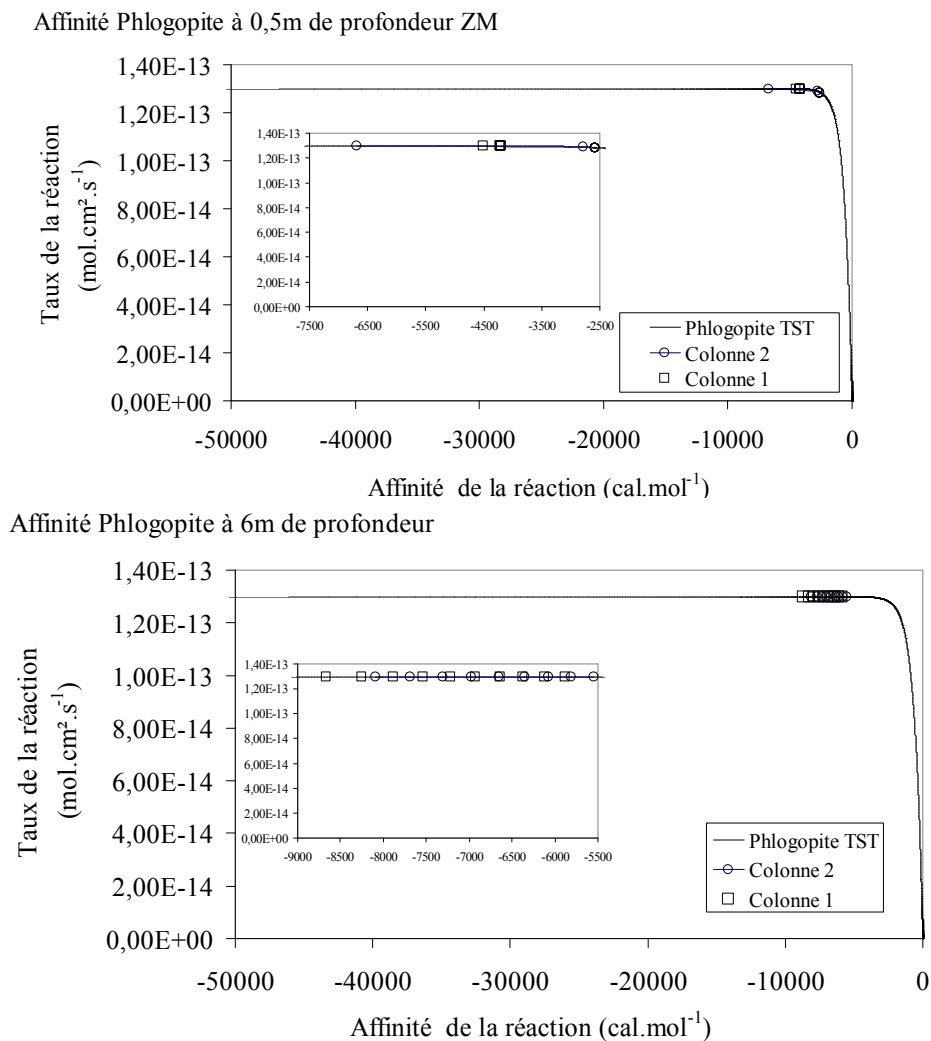 Affinité Phlogopite à 0,5m de profondeur ZM
1,40E-13
1,20E-13
1,00E-13
8,00E-14
6,00E-14
4,00E-14
2,00E-14
0,00E+00
Taux de la réaction
(mol.cm².s-1)
1,40E-13
1,20E-13
1,00E-13
8,00E-14
6,00E-14
4,00E-14
2,00E-14
0,00E+00
-7500 -6500 -5500 -4500 -3500 -2500
Phlogopite TST
Colonne 2
Colonne 1
-50000 -40000 -30000 -20000 -10000 0
Affinité de la réaction (cal.mol-1)
Affinité Phlogopite à 6m de profondeur
1,40E-13
1,20E-13
1,00E-13
8,00E-14
6,00E-14
4,00E-14
2,00E-14
0,00E+00
Taux de la réaction
(mol.cm².s-1)
1,40E-13
1,20E-13
1,00E-13
8,00E-14
6,00E-14
4,00E-14
2,00E-14
0,00E+00
-9000 -8500 -8000 -7500 -7000 -6500 -6000 -5500
Phlogopite TST
Colonne 2
Colonne 1
-50000 -40000 -30000 -20000 -10000 0
Affinité de la réaction (cal.mol-1)